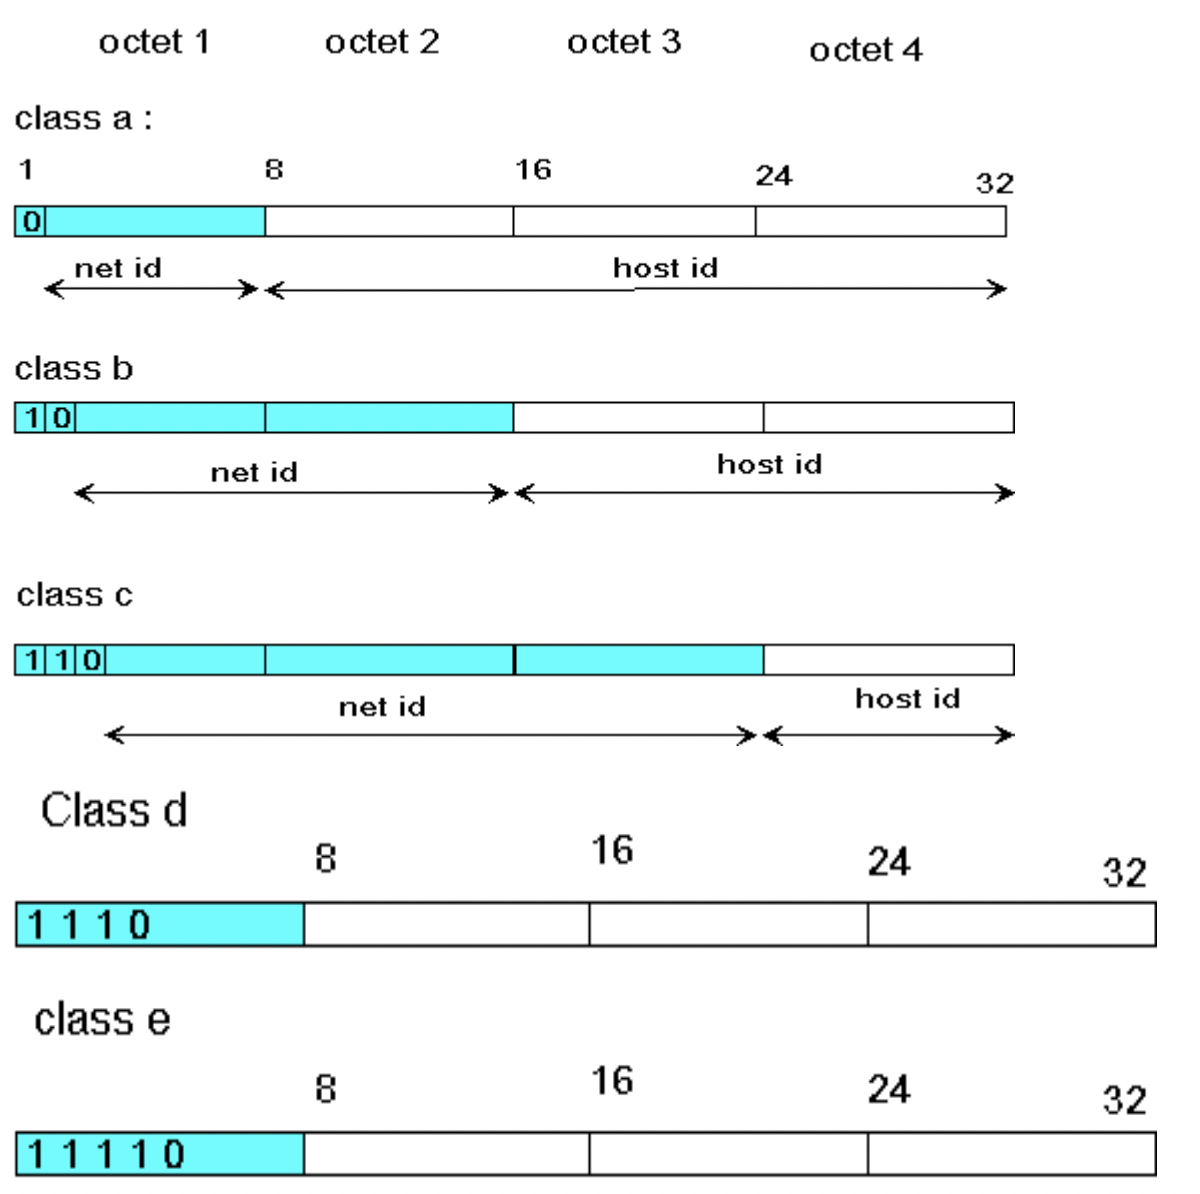 octet 1 octet 2 octet 3 octet 4
class a :
1 8 16 24 32
0
net id host id
class b
1 0
net id host id
class c
1 1 0
net id host id
Class d
8 16 24 32
1 1 1 0
class e
8 16 24 32
1 1 1 1 0